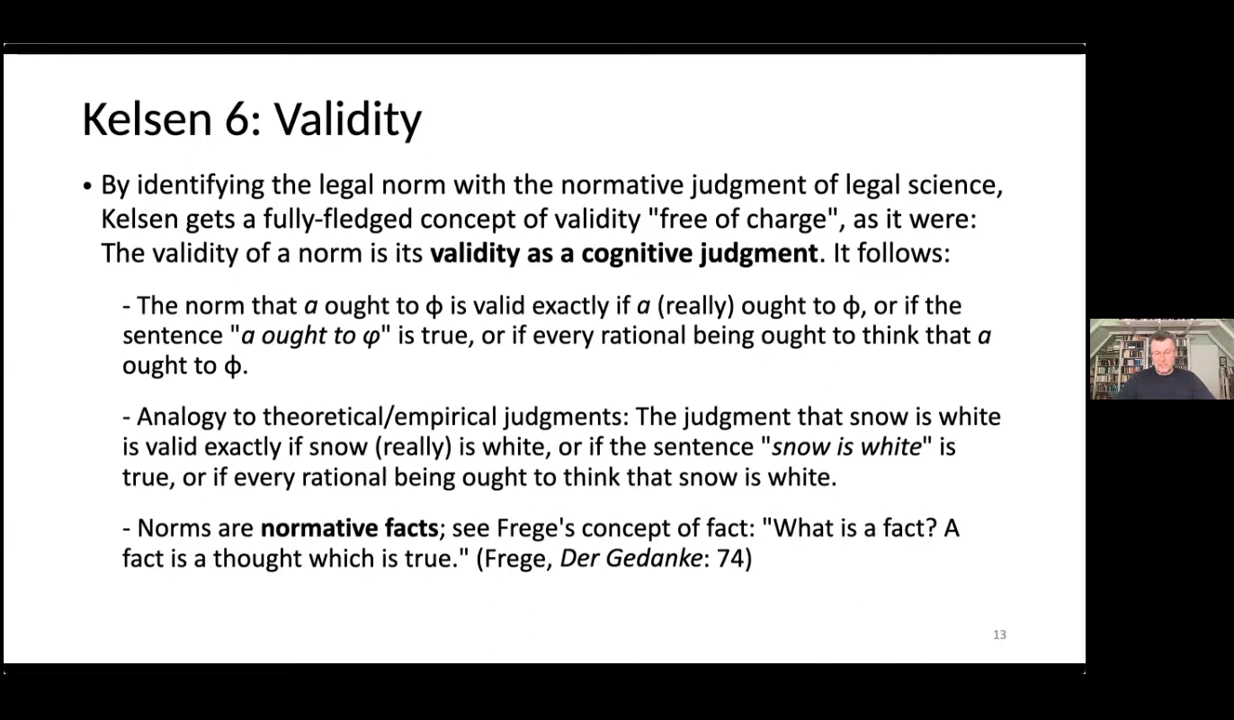 Kelsen 6: Validity
• By identifying the legal norm with the normative judgment of legal science,
Kelsen gets a fully-fledged concept of validity "free of charge", as it were:
The validity of a norm is its validity as a cognitive judgment. It follows:
- The norm that a ought to ϕ is valid exactly if a (really) ought to ϕ, or if the
sentence "a ought to φ" is true, or if every rational being ought to think that a
ought to ϕ.
- Analogy to theoretical/empirical judgments: The judgment that snow is white
is valid exactly if snow (really) is white, or if the sentence "snow is white" is
true, or if every rational being ought to think that snow is white.
- Norms are normative facts; see Frege's concept of fact: "What is a fact? A
fact is a thought which is true." (Frege, Der Gedanke: 74)
13